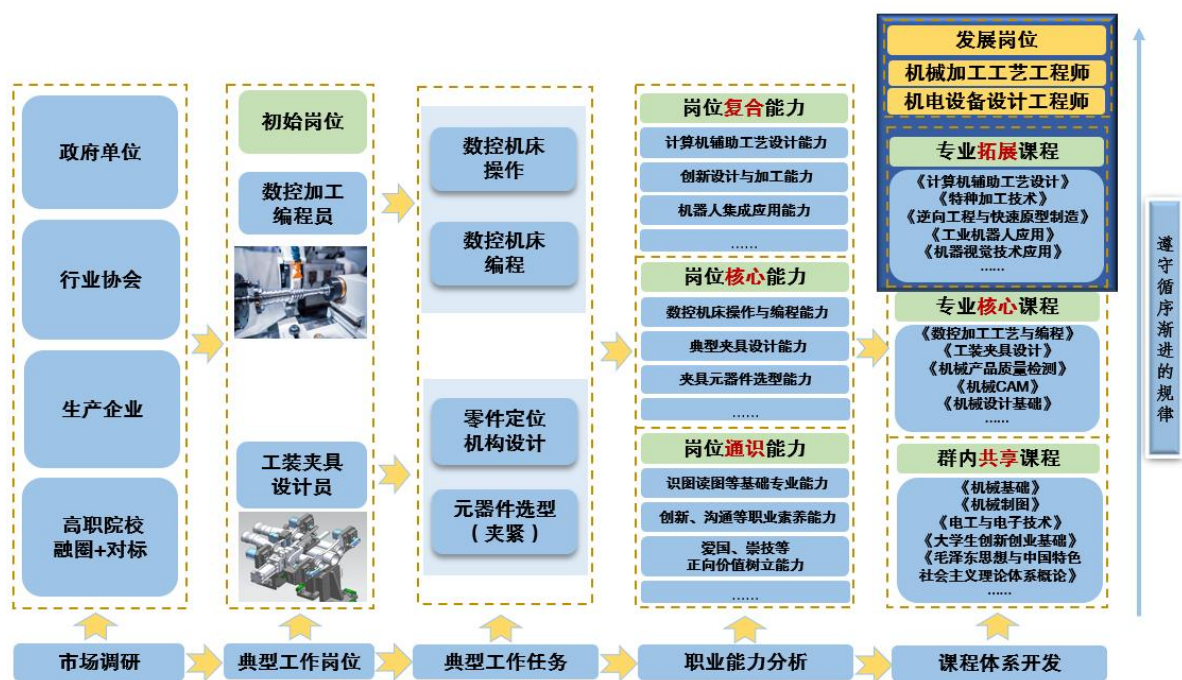 政府单位
行业协会
生产企业
高职院校
融圈+对标
市场调研
初始岗位
数控加工
编程员
工装夹具
设计员
典型工作岗位
数控机床
操作
数控机床
编程
零件定位
机构设计
元器件选型
（夹紧）
典型工作任务
岗位复合能力
计算机辅助工艺设计能力
创新设计与加工能力
机器人集成应用能力
……
岗位核心能力
数控机床操作与编程能力
典型夹具设计能力
夹具元器件选型能力
……
岗位通识能力
识图读图等基础专业能力
创新、沟通等职业素养能力
爱国、崇技等
正向价值树立能力
……
职业能力分析
发展岗位
机械加工工艺工程师
机电设备设计工程师
专业拓展课程
《计算机辅助工艺设计》
《特种加工技术》
《逆向工程与快速原型制造》
《工业机器人应用》
《机器视觉技术应用》
……
专业核心课程
《数控加工工艺与编程》
《工装夹具设计》
《机械产品质量检测》
《机械CAM》
《机械设计基础》
……
群内共享课程
《机械基础》
《机械制图》
《电工与电子技术》
《大学生创新创业基础》
《毛泽东思想与中国特色
社会主义理论体系概论》
……
课程体系开发
遵守循序渐进的规律